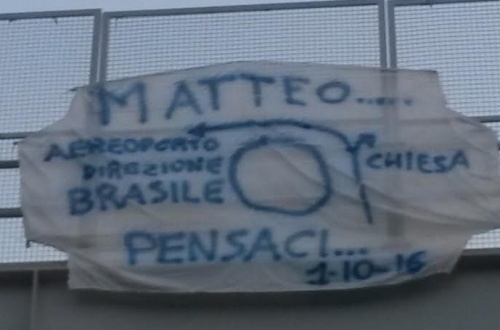 MATTEO......
AEREOPORTO
DIREZIONE
BRASILE
CHIESA
PENSACI...
1-10-16